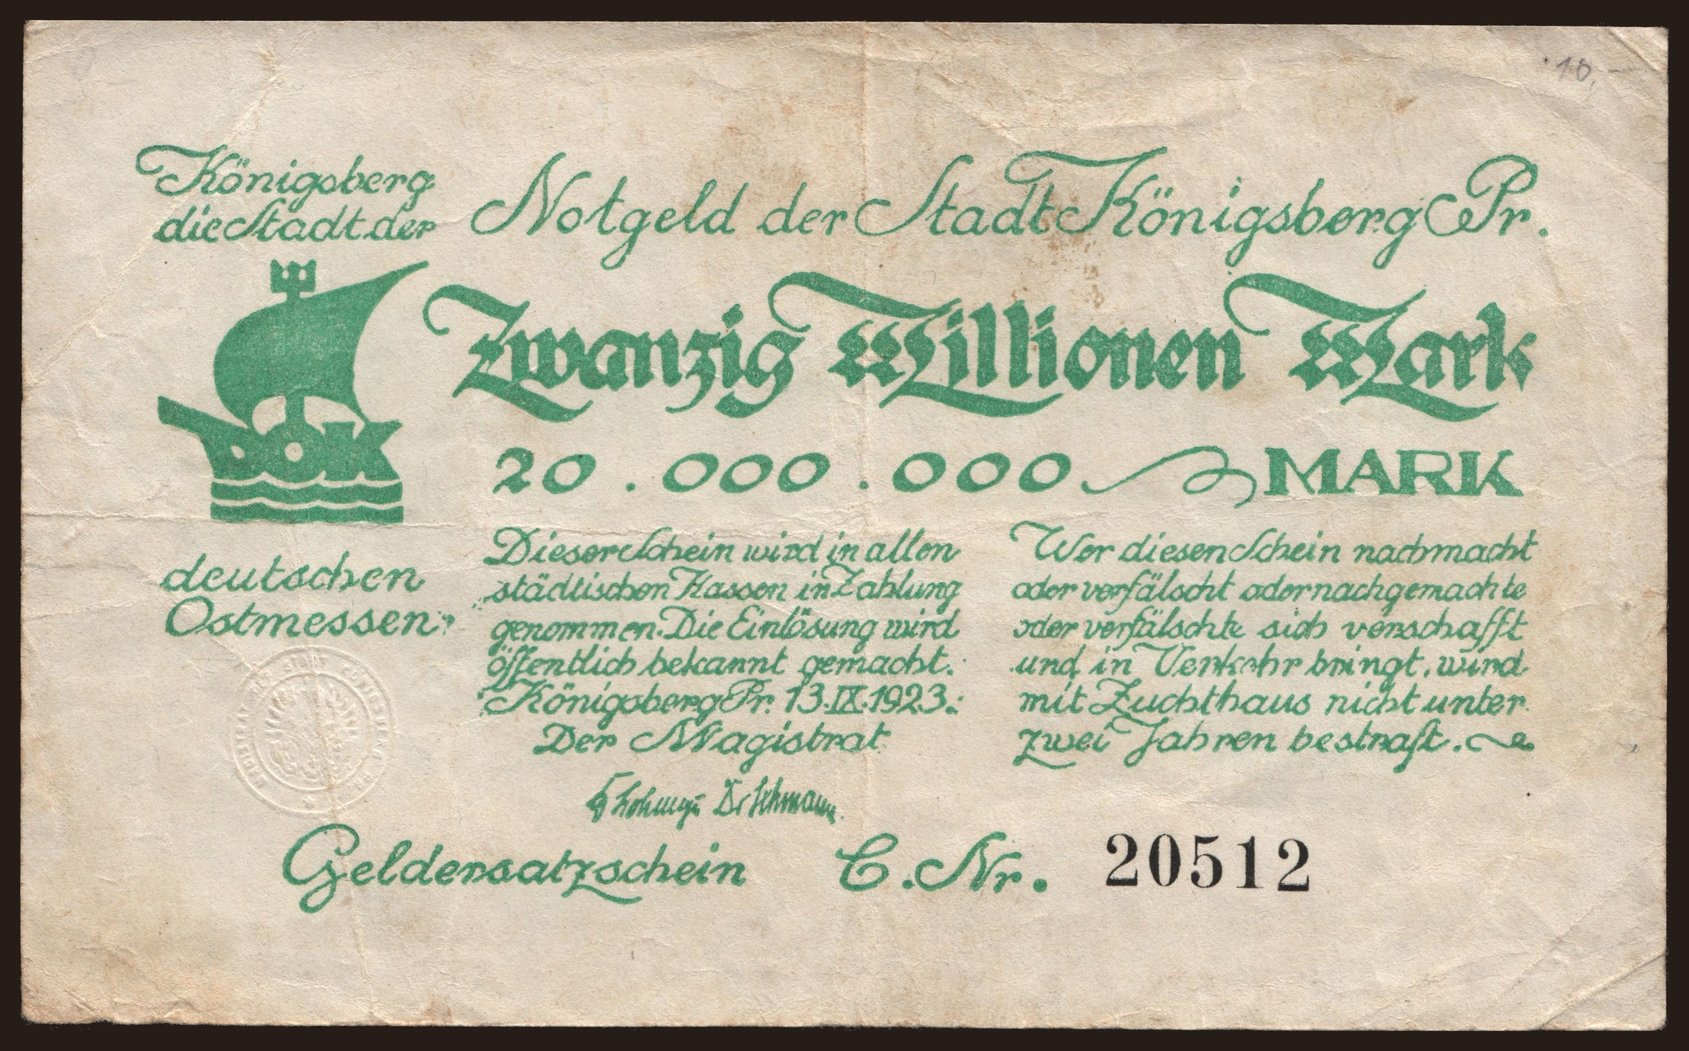 10,-
Königsberg
die Stadt der
DOK
deutschen
Ostmessen
Notgeld der Stadt Königsberg Pr.
Zwanzig Millionen Mark
20.000.000 MARK
Dieser Schein wird in allen
städtischen Kassen in Zahlung
genommen. Die Einlösung wird
öffentlich bekannt gemacht.
Königsberg Pr. 13.IX.1923.
Der Magistrat
Wer diesen Schein nachmacht
oder verfälscht oder nachgemachte
oder verfälschte sich verschafft
und in Verkehr bringt, wird
mit Zuchthaus nicht unter
zwei Jahren bestraft.
Geldersatzschein C.Nr. 20512